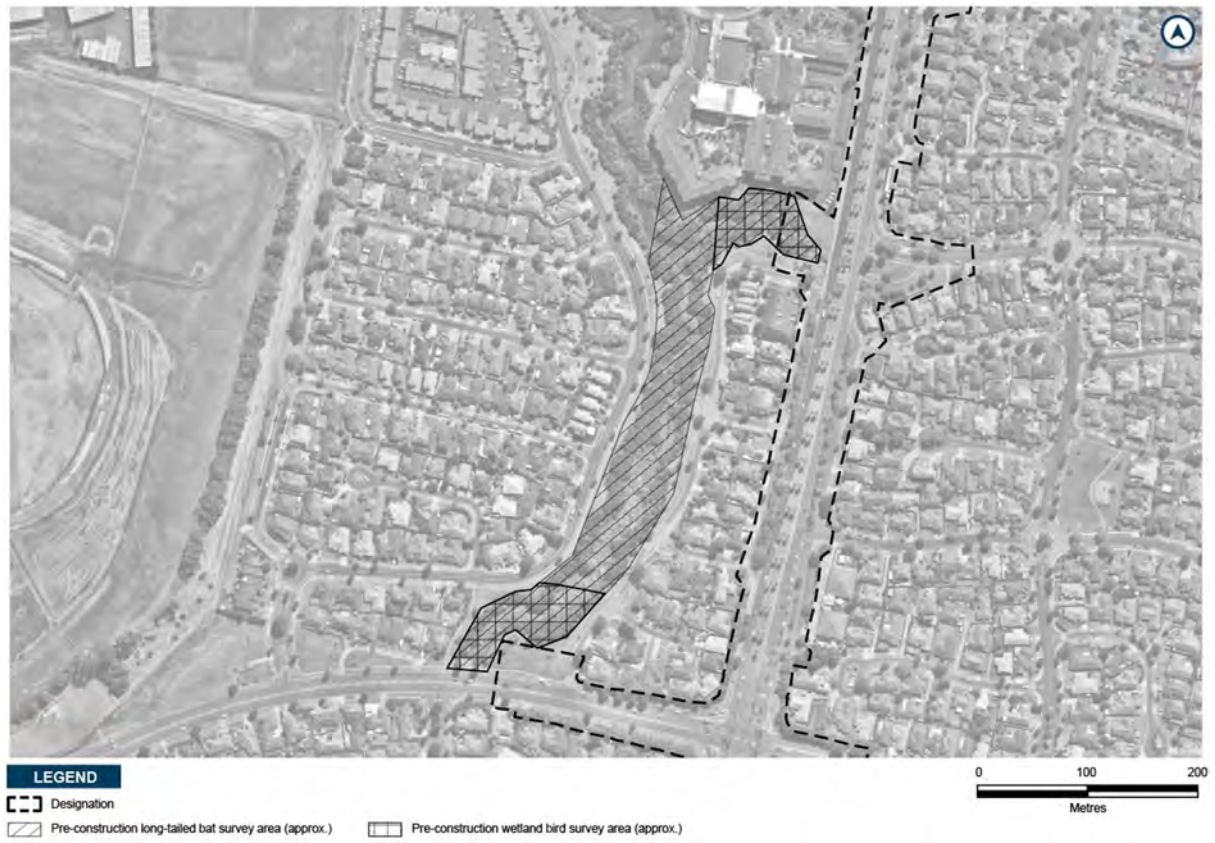 LEGEND
Designation
Pre-construction long-tailed bat survey area (approx.)
Pre-construction wetland bird survey area (approx.)
0 100 200
Metres